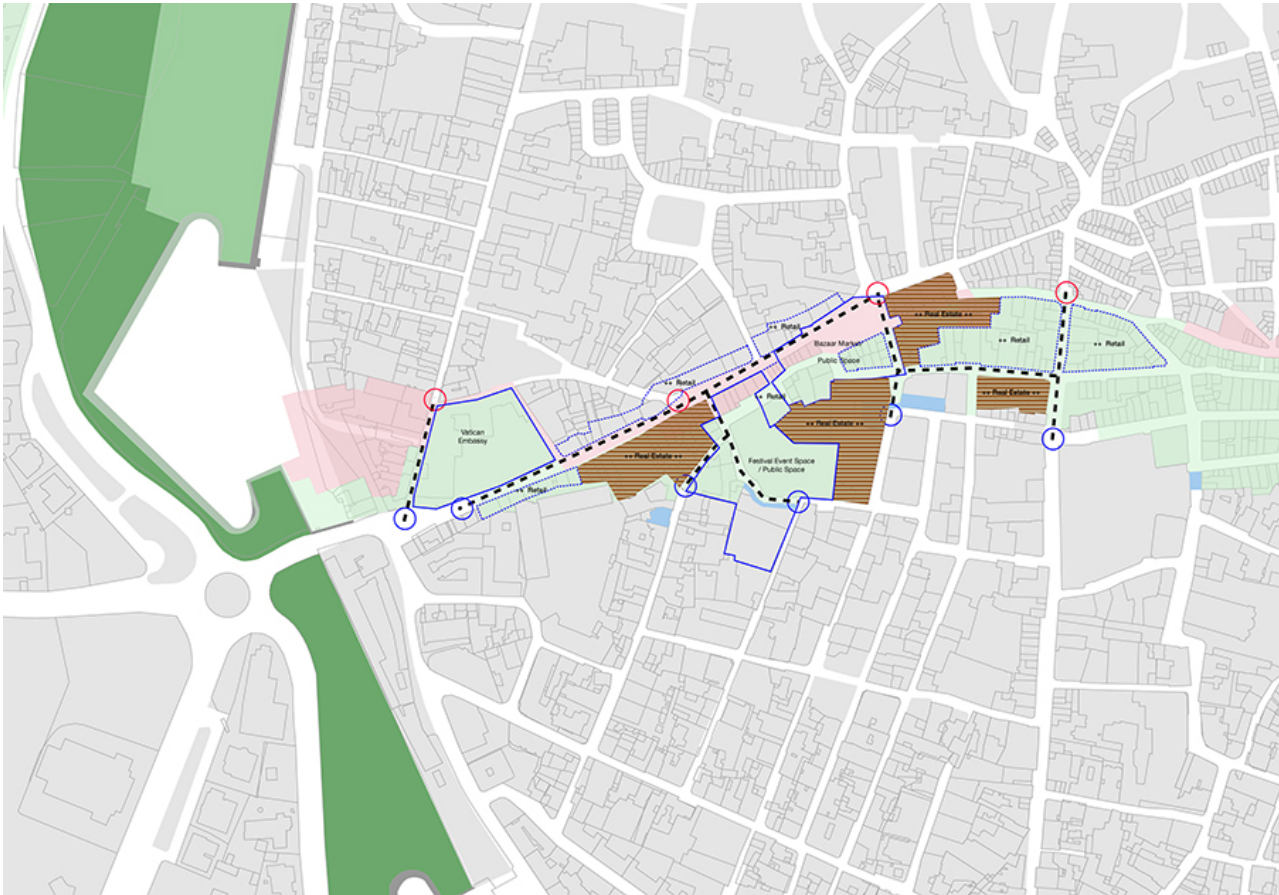 •• Real Estate ••
•• Retail
•• Retail
•• Retail
Bazaar Market
Public Space
•• Retail
•• Real Estate ••
•• Retail
•• Real Estate ••
Vatican
Embassy
•• Real Estate ••
Festival Event Space
/ Public Space
•• Retail